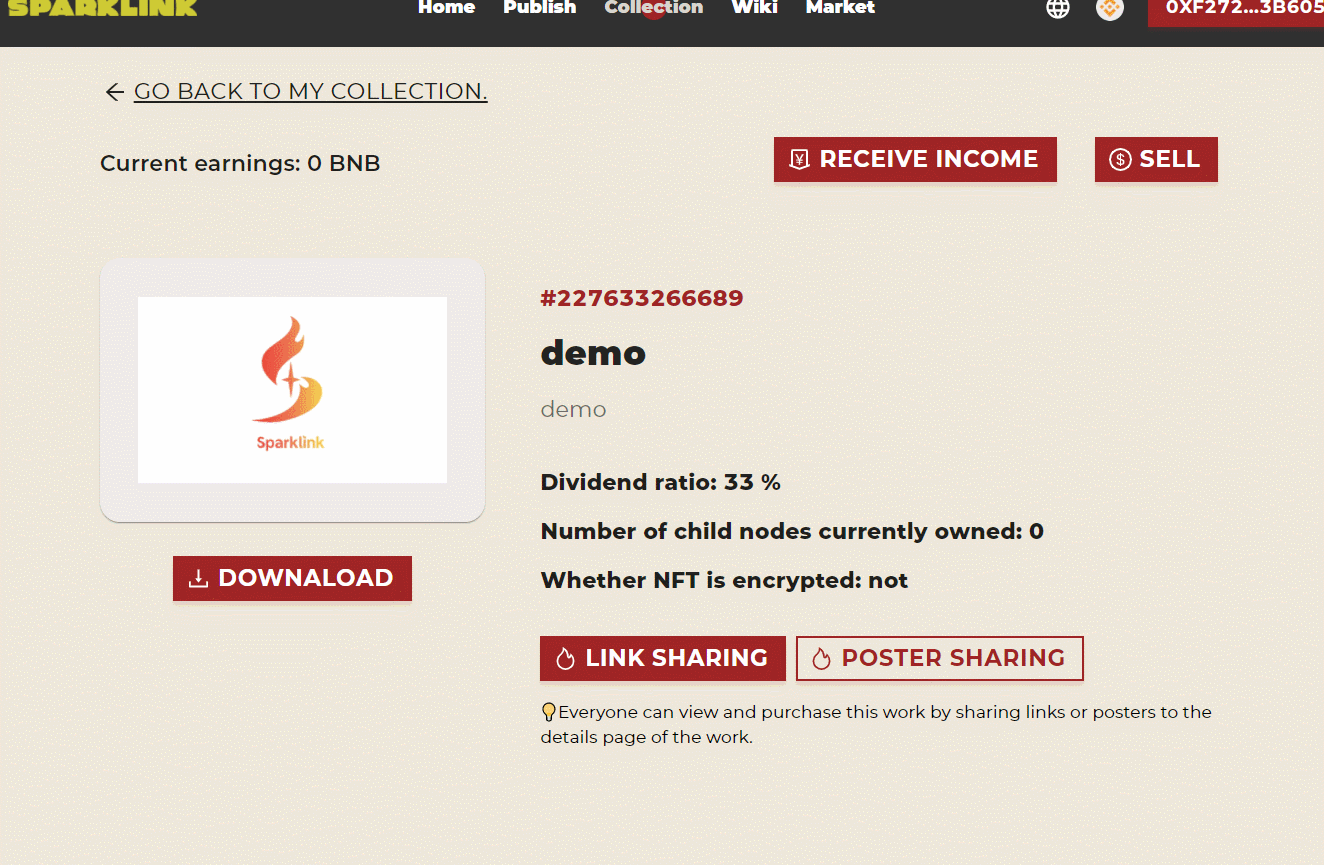 SPARKLINK
Home Publish Collection Wiki Market
0XF272...3B605
GO BACK TO MY COLLECTION.
Current earnings: 0 BNB
RECEIVE INCOME
SELL
#227633266689
demo
demo
Sparklink
Dividend ratio: 33 %
Number of child nodes currently owned: 0
Whether NFT is encrypted: not
DOWNALOAD
LINK SHARING
POSTER SHARING
Everyone can view and purchase this work by sharing links or posters to the
details page of the work.